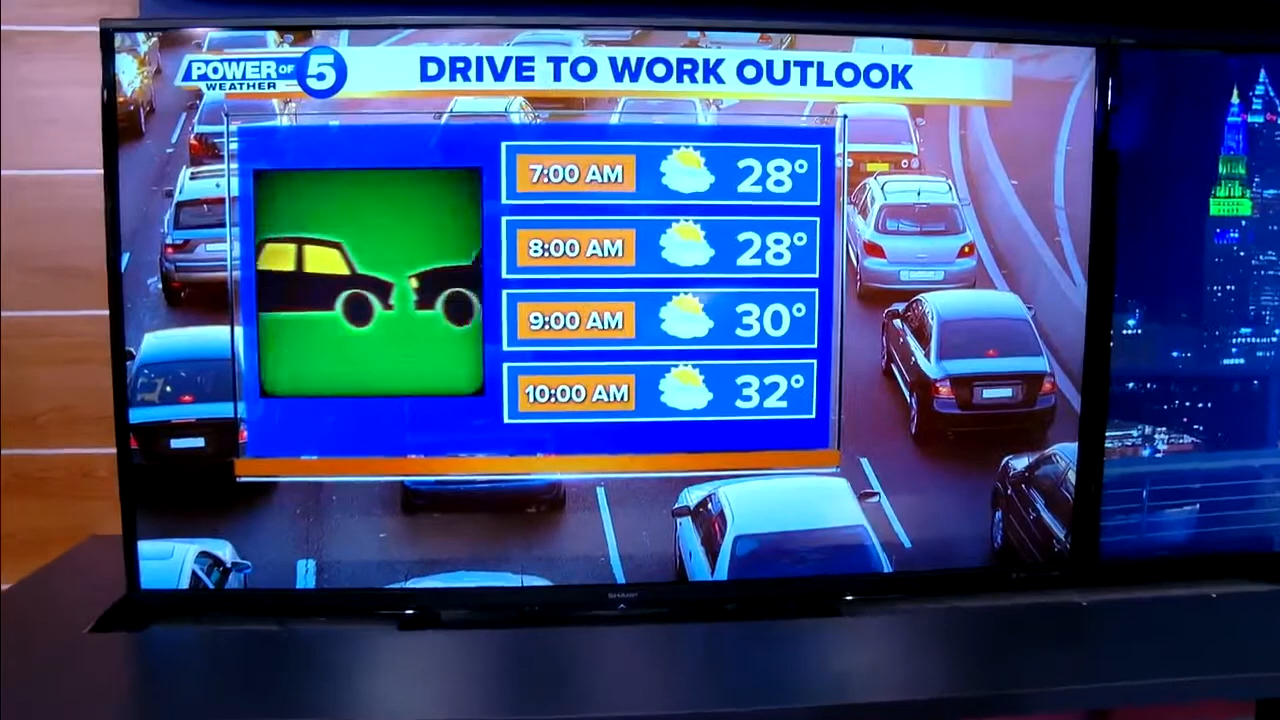 POWER OF 5
WEATHER
DRIVE TO WORK OUTLOOK
7:00 AM 28°
8:00 AM 28°
9:00 AM 30°
10:00 AM 32°
SHARP